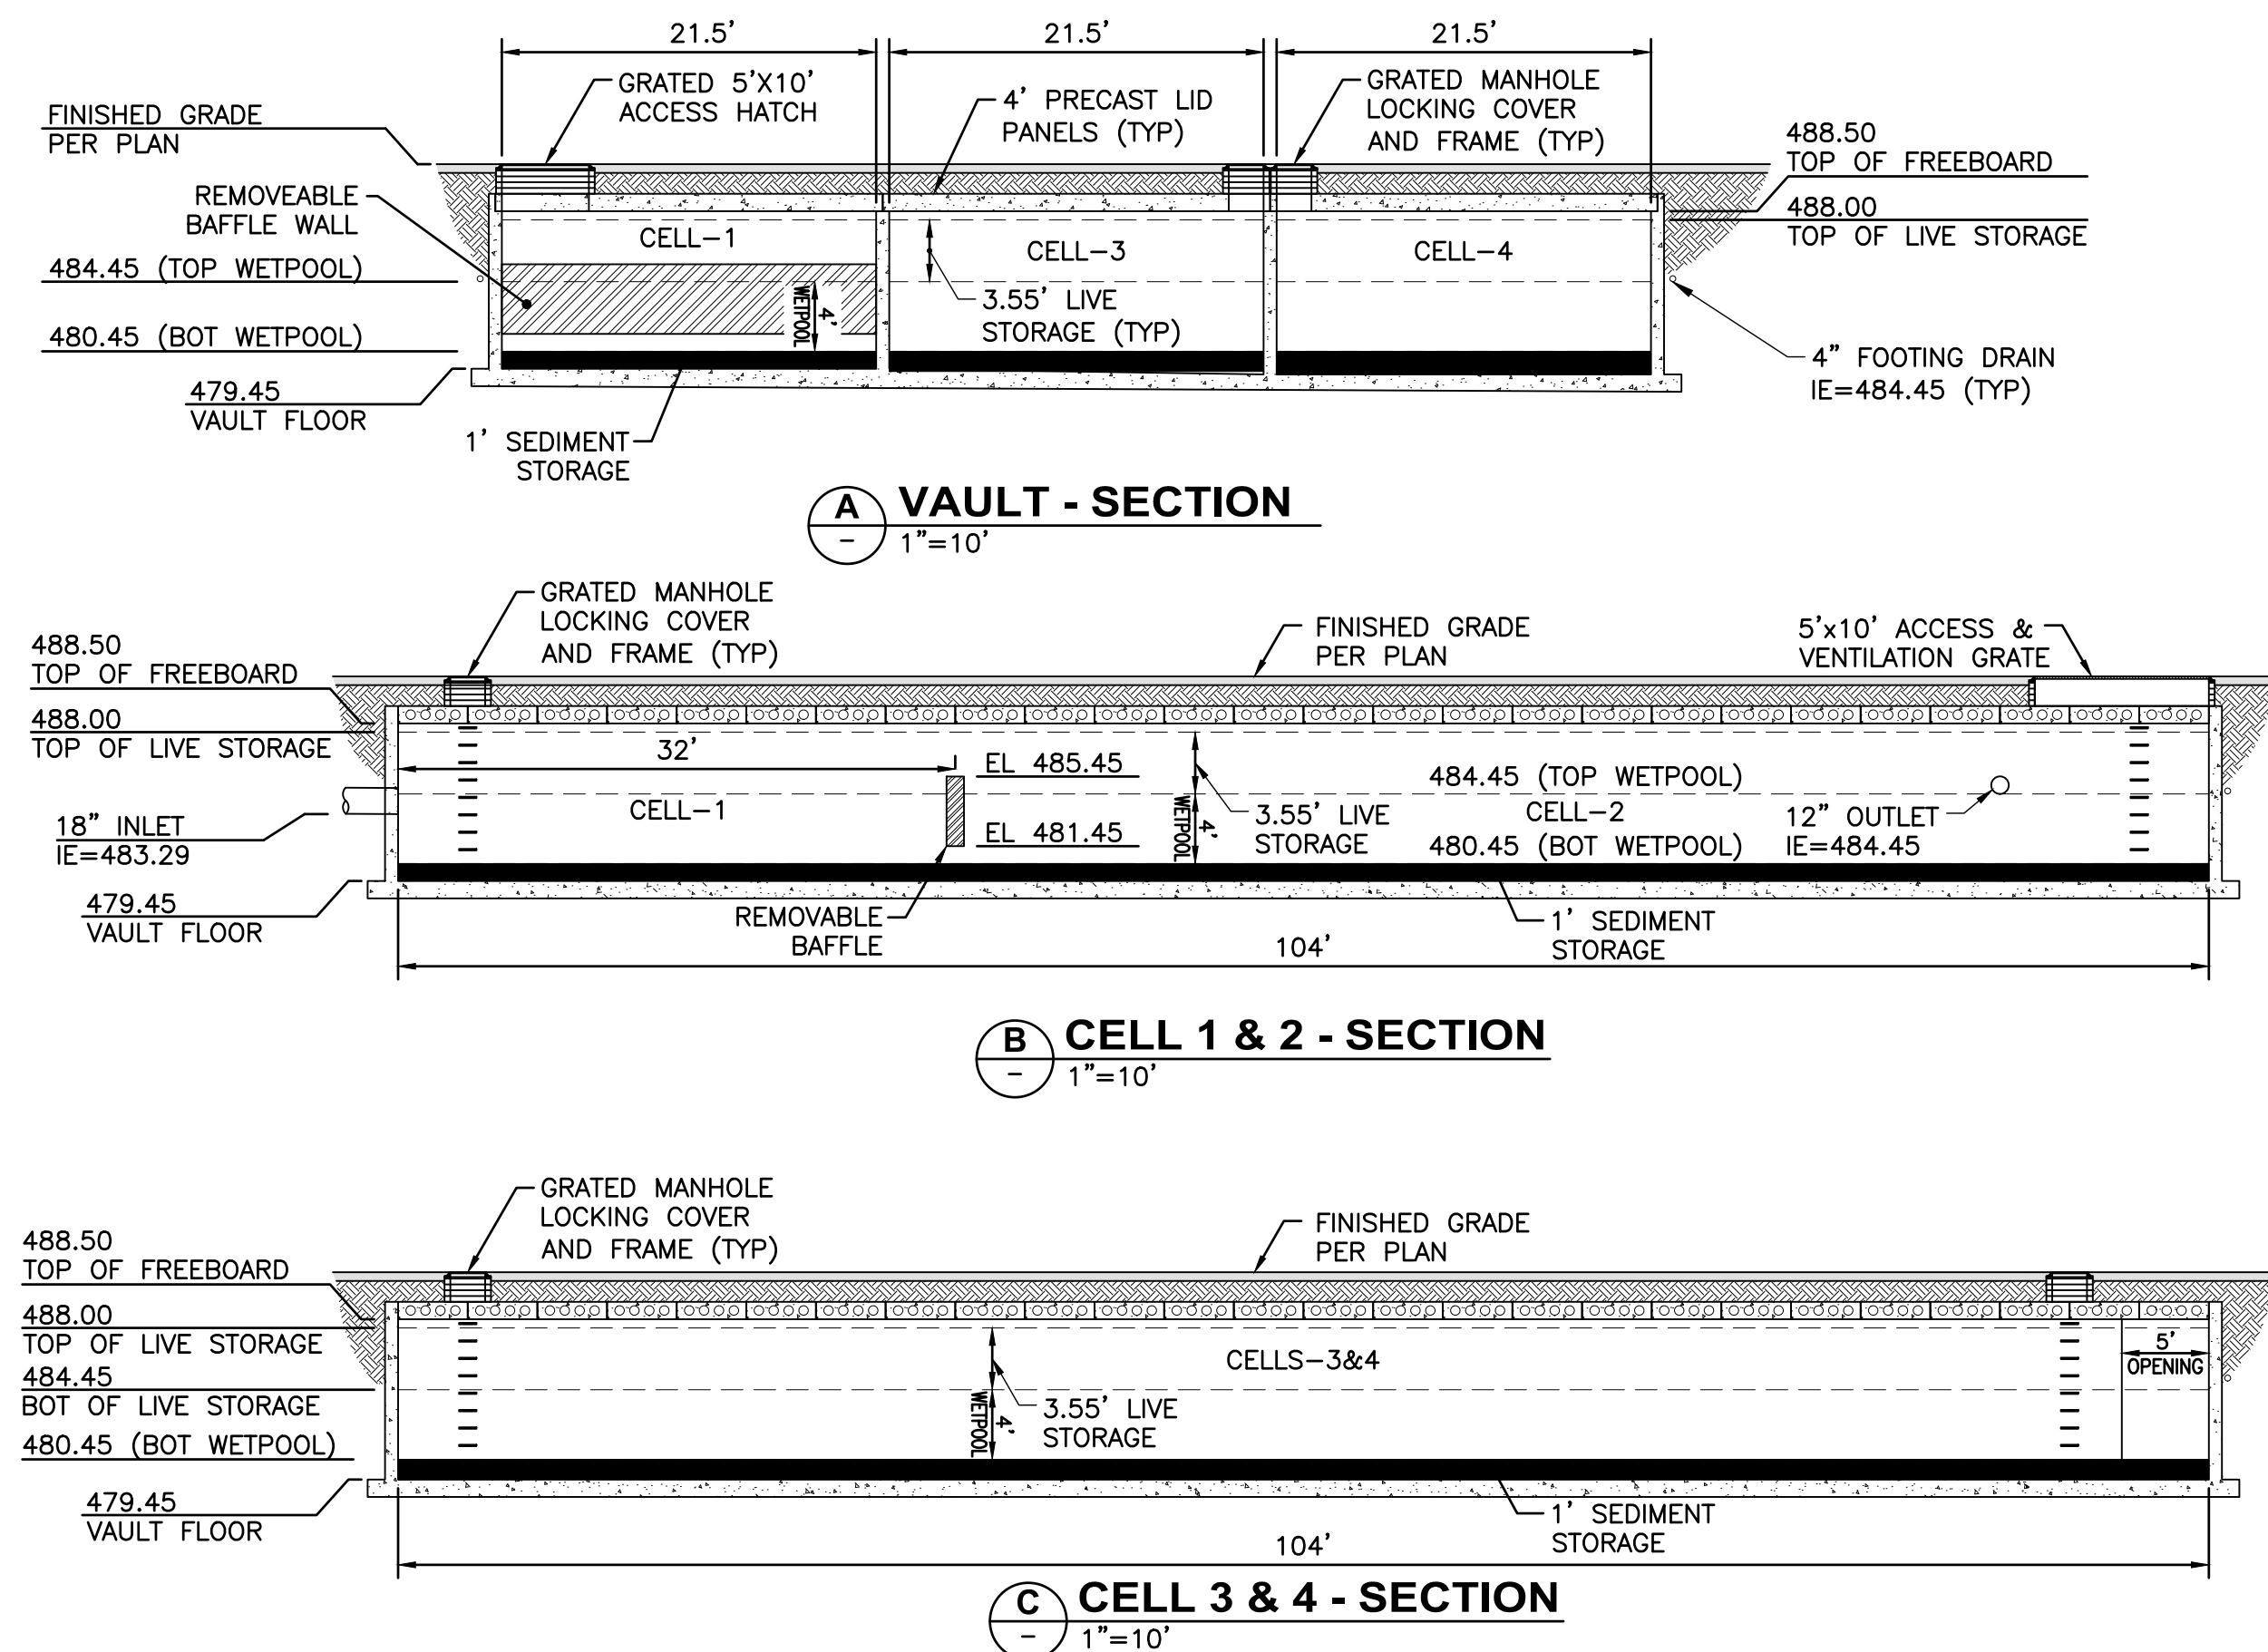 21.5’
21.5’
21.5’
GRATED 5’X10’
ACCESS HATCH
4’ PRECAST LID
PANELS (TYP)
GRATED MANHOLE
LOCKING COVER
AND FRAME (TYP)
FINISHED GRADE
PER PLAN
488.50
TOP OF FREEBOARD
REMOVEABLE
BAFFLE WALL
488.00
TOP OF LIVE STORAGE
CELL-1
CELL-3
CELL-4
484.45 (TOP WETPOOL)
4’
WETPOOL
3.55’ LIVE
STORAGE (TYP)
480.45 (BOT WETPOOL)
4” FOOTING DRAIN
IE=484.45 (TYP)
479.45
VAULT FLOOR
1’ SEDIMENT
STORAGE
A
-
VAULT - SECTION
1”=10’
GRATED MANHOLE
LOCKING COVER
AND FRAME (TYP)
FINISHED GRADE
PER PLAN
5’x10’ ACCESS &
VENTILATION GRATE
488.50
TOP OF FREEBOARD
488.00
TOP OF LIVE STORAGE
32’
EL 485.45
484.45 (TOP WETPOOL)
CELL-1
4’
WETPOOL
3.55’ LIVE
STORAGE
CELL-2
12” OUTLET
IE=484.45
18” INLET
IE=483.29
EL 481.45
480.45 (BOT WETPOOL)
479.45
VAULT FLOOR
REMOVABLE
BAFFLE
1’ SEDIMENT
STORAGE
104’
B
-
CELL 1 & 2 - SECTION
1”=10’
GRATED MANHOLE
LOCKING COVER
AND FRAME (TYP)
FINISHED GRADE
PER PLAN
488.50
TOP OF FREEBOARD
488.00
TOP OF LIVE STORAGE
CELLS-3&4
5’
OPENING
484.45
BOT OF LIVE STORAGE
4’
WETPOOL
3.55’ LIVE
STORAGE
480.45 (BOT WETPOOL)
479.45
VAULT FLOOR
1’ SEDIMENT
STORAGE
104’
C
-
CELL 3 & 4 - SECTION
1”=10’